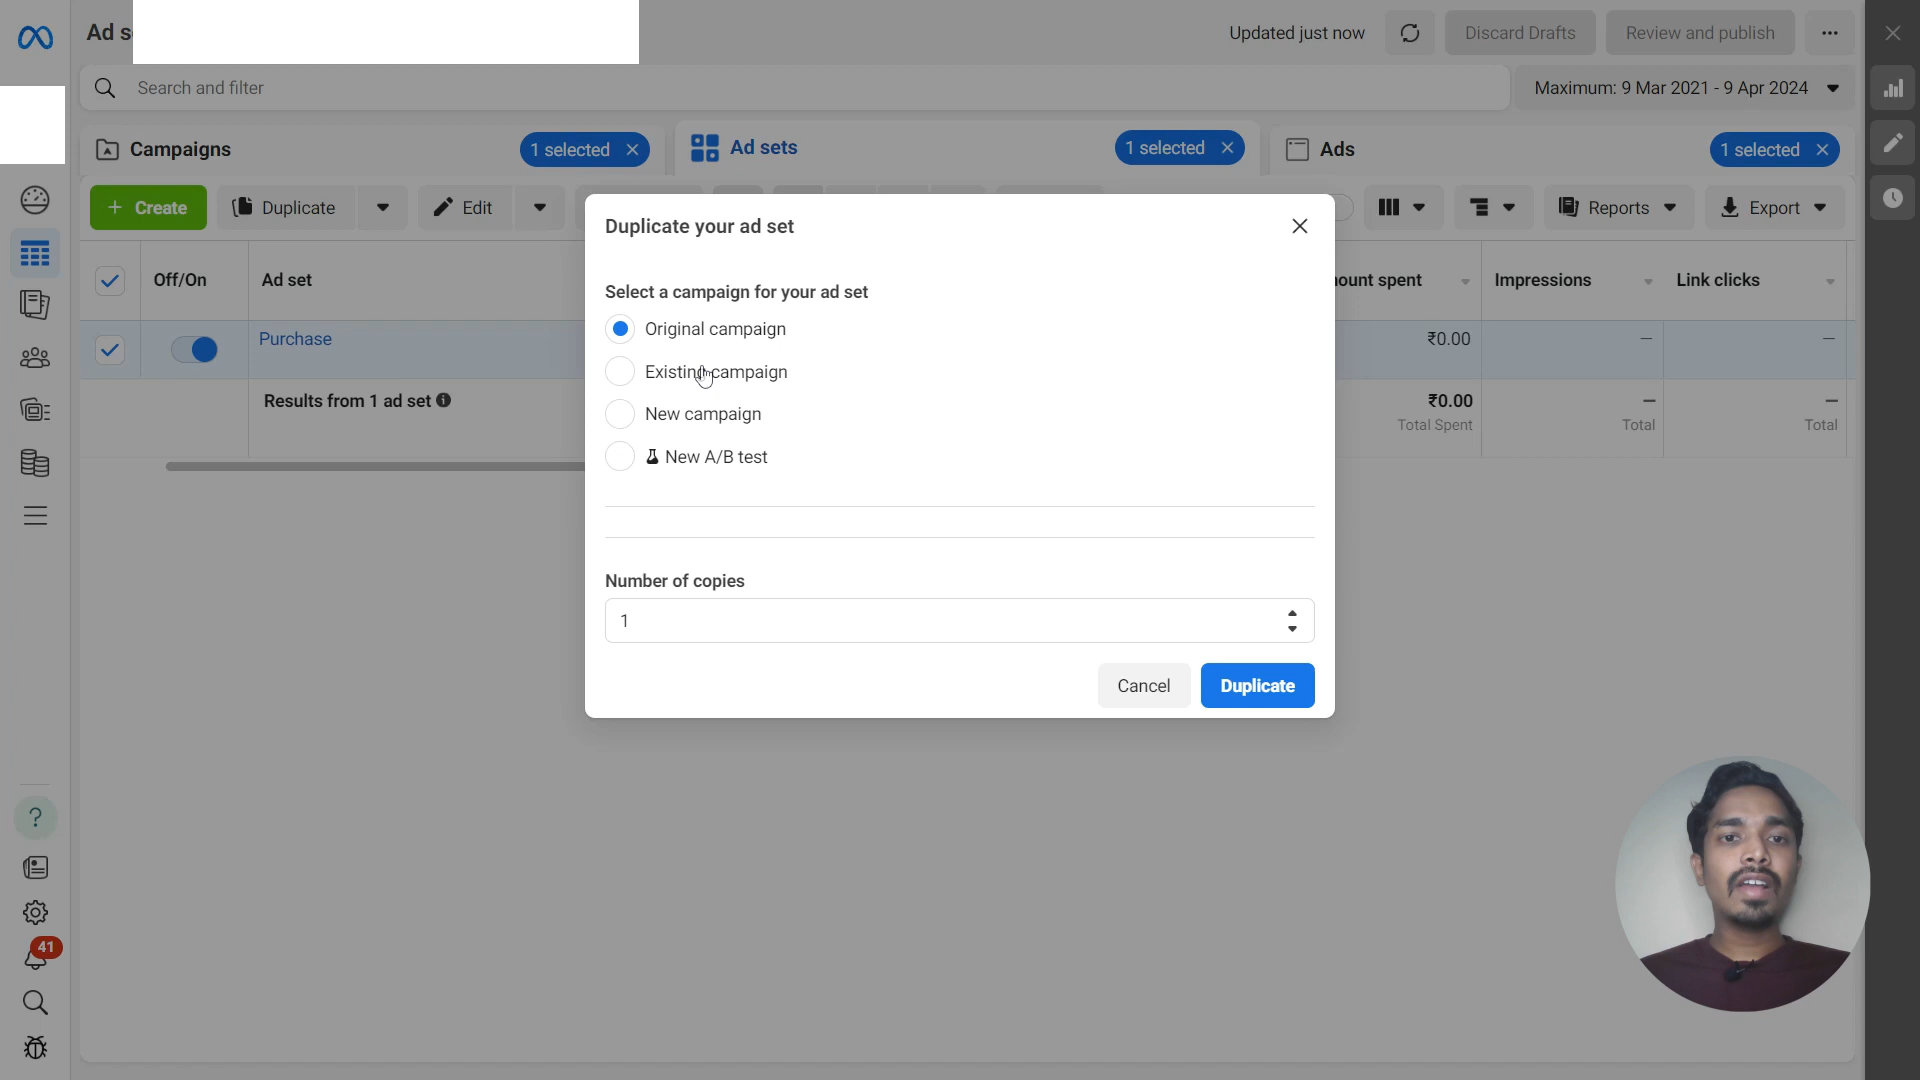 Ad s
Updated just now
Discard Drafts
Review and publish
Search and filter
Maximum: 9 Mar 2021 - 9 Apr 2024
Campaigns
1 selected
Ad sets
1 selected
Ads
1 selected
+ Create
Duplicate
Edit
Reports
Export
Off/On
Ad set
ount spent
Impressions
Link clicks
Purchase
₹0.00
—
—
Results from 1 ad set
₹0.00
Total Spent
—
Total
—
Total
Duplicate your ad set
Select a campaign for your ad set
Original campaign
Existing campaign
New campaign
New A/B test
Number of copies
1
Cancel
Duplicate
?
41